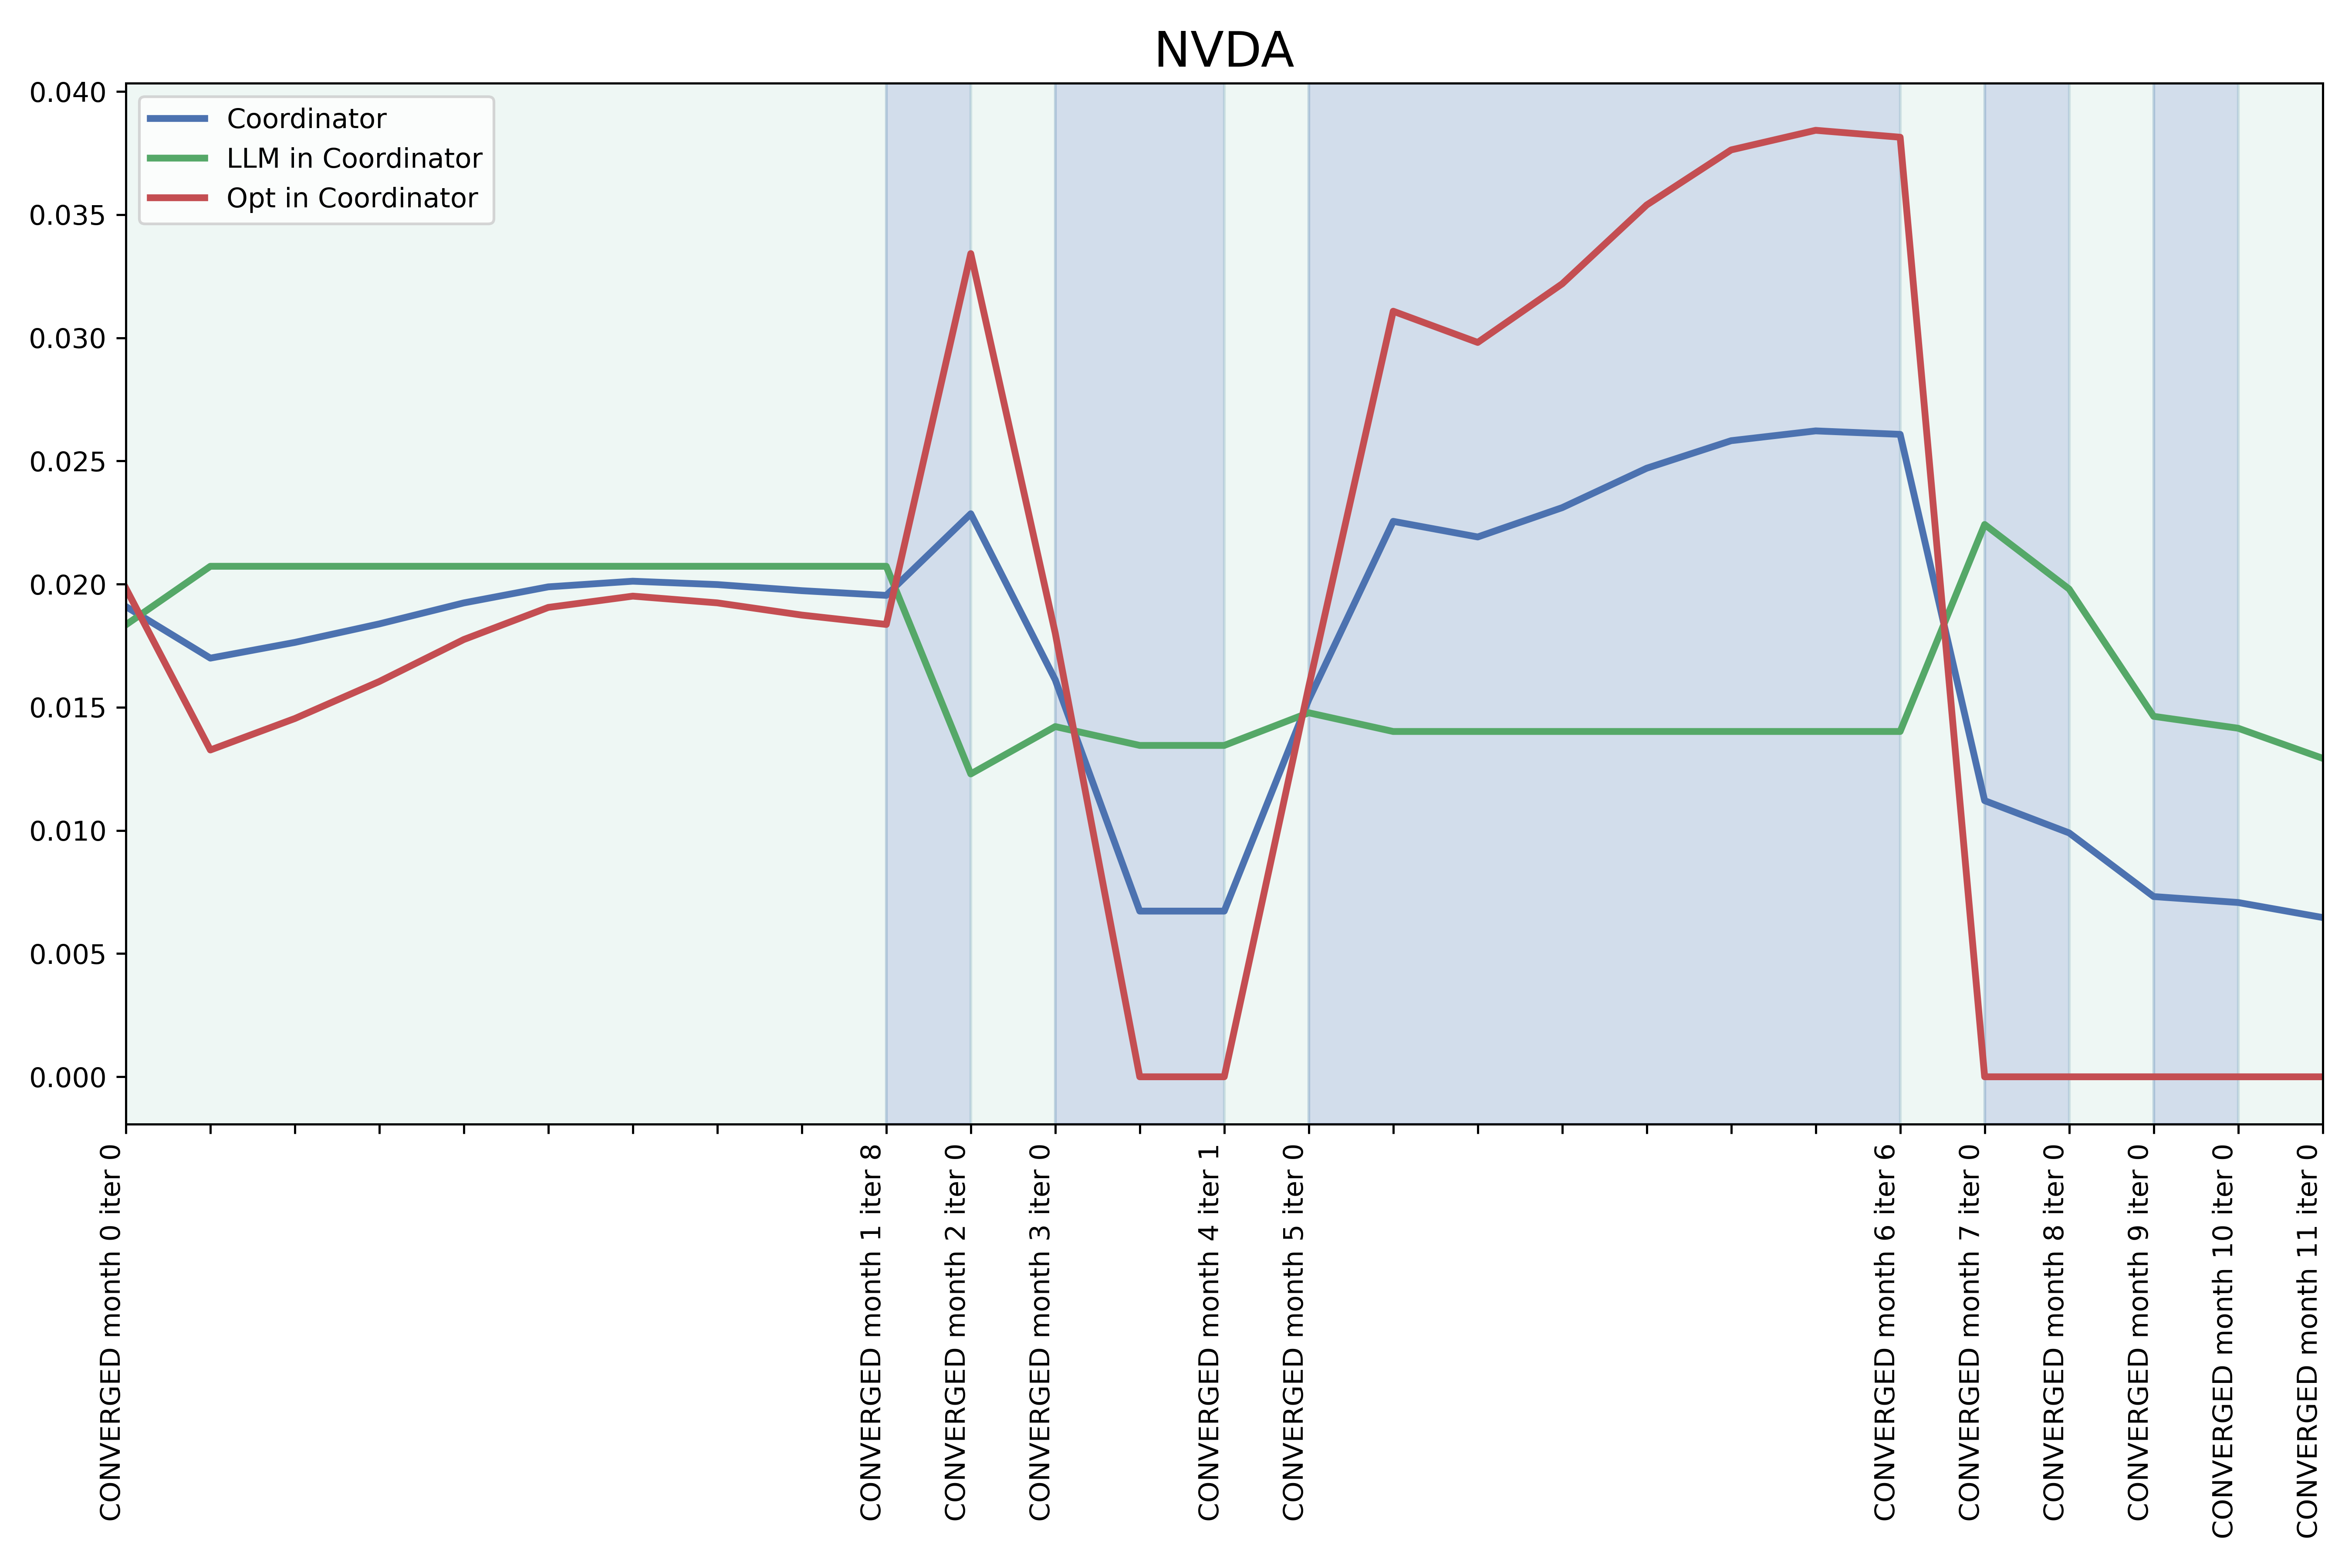 NVDA
Coordinator
LLM in Coordinator
Opt in Coordinator
0.040
0.035
0.030
0.025
0.020
0.015
0.010
0.005
0.000
CONVERGED month 0 iter 0
CONVERGED month 1 iter 8
CONVERGED month 2 iter 0
CONVERGED month 3 iter 0
CONVERGED month 4 iter 1
CONVERGED month 5 iter 0
CONVERGED month 6 iter 6
CONVERGED month 7 iter 0
CONVERGED month 8 iter 0
CONVERGED month 9 iter 0
CONVERGED month 10 iter 0
CONVERGED month 11 iter 0